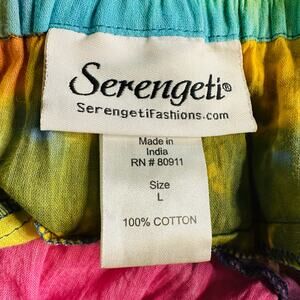 Serengeti®
SerengetiFashions.com
Made in
India
RN # 80911
Size
L
100% COTTON